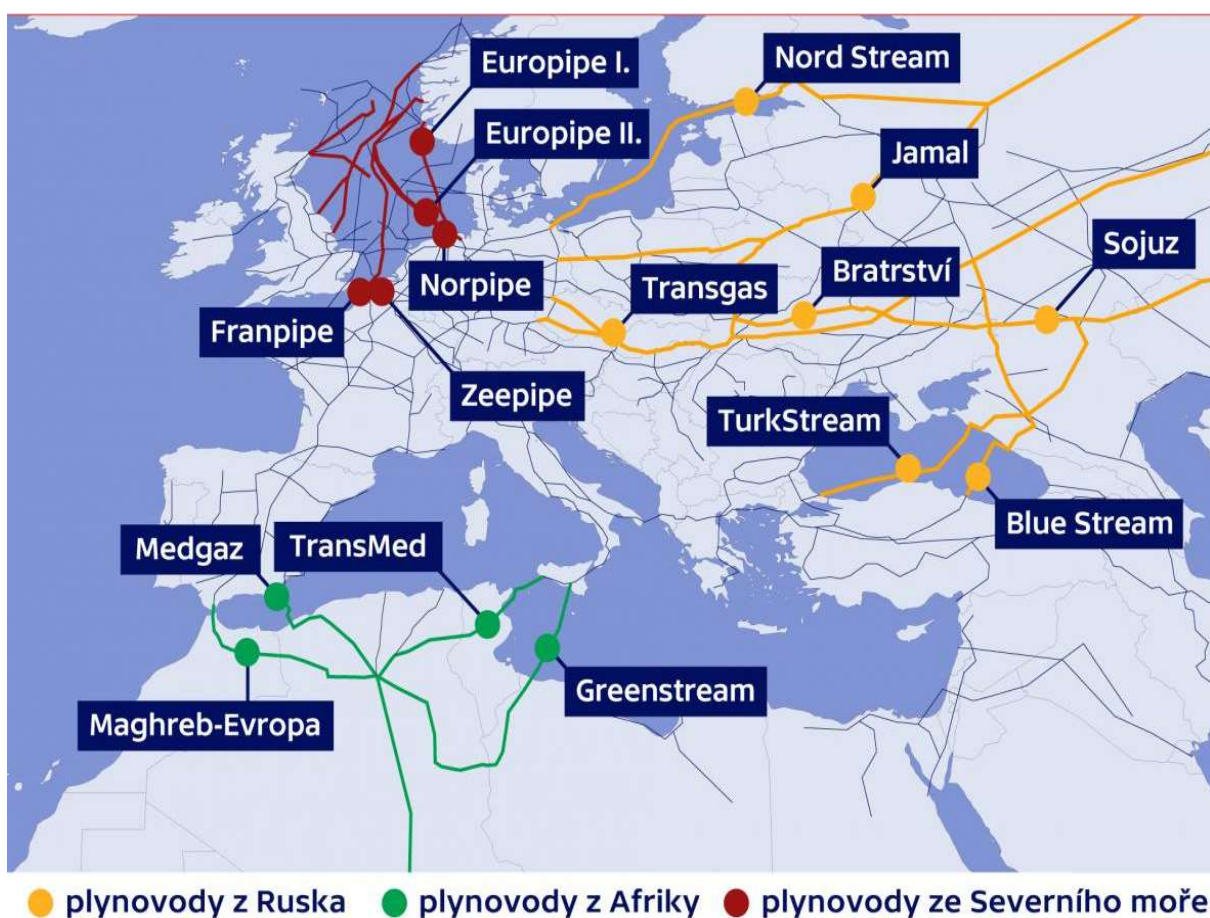 Europipe I.
Nord Stream
Europipe II.
Jamal
Sojuz
Bratrství
Norpipe
Transgas
Franpipe
Zeepipe
TurkStream
Blue Stream
Medgaz
TransMed
Greenstream
Maghreb-Evropa
plynovody z Ruska
plynovody z Afriky
plynovody ze Severního moře